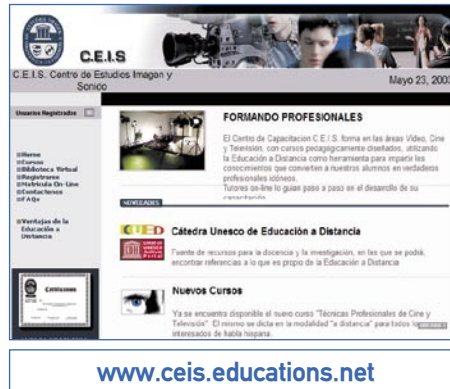 C.E.I.S
C.E.I.S. Centro de Estudios Imagen y
Sonido
Mayo 23, 2003
Usuarios Registrados
Home
Cursos
Biblioteca Virtual
Registrarse
Matricula On-Line
Contactenos
FAQs
Ventajas de la
Educación a
Distancia
FORMANDO PROFESIONALES
El Centro de Capacitacion C.E.I.S. forma en las áreas Video, Cine
y Televisión, con cursos pedagogicamente diseñados, utilizando
la Educación a Distancia como herramienta para impartir los
conocimientos que convierten a nuestros alumnos en verdaderos
profesionales idóneos.
Tutores on-line lo guían paso a paso en el desarrollo de su
NOVEDADES
CUED
Cátedra Unesco de Educación a Distancia
Fuente de recursos para la docencia y la investigación, en las que se podrá,
encontrar referencias a lo que es propio de la Educación a Distancia
Nuevos Cursos
Ya se encuentra disponible el nuevo curso "Técnicas Profesionales de Cine y
Televisión". El mismo se dicta en la modalidad "a distancia" para todos los
interesados de habla hispana.
www.ceis.educations.net